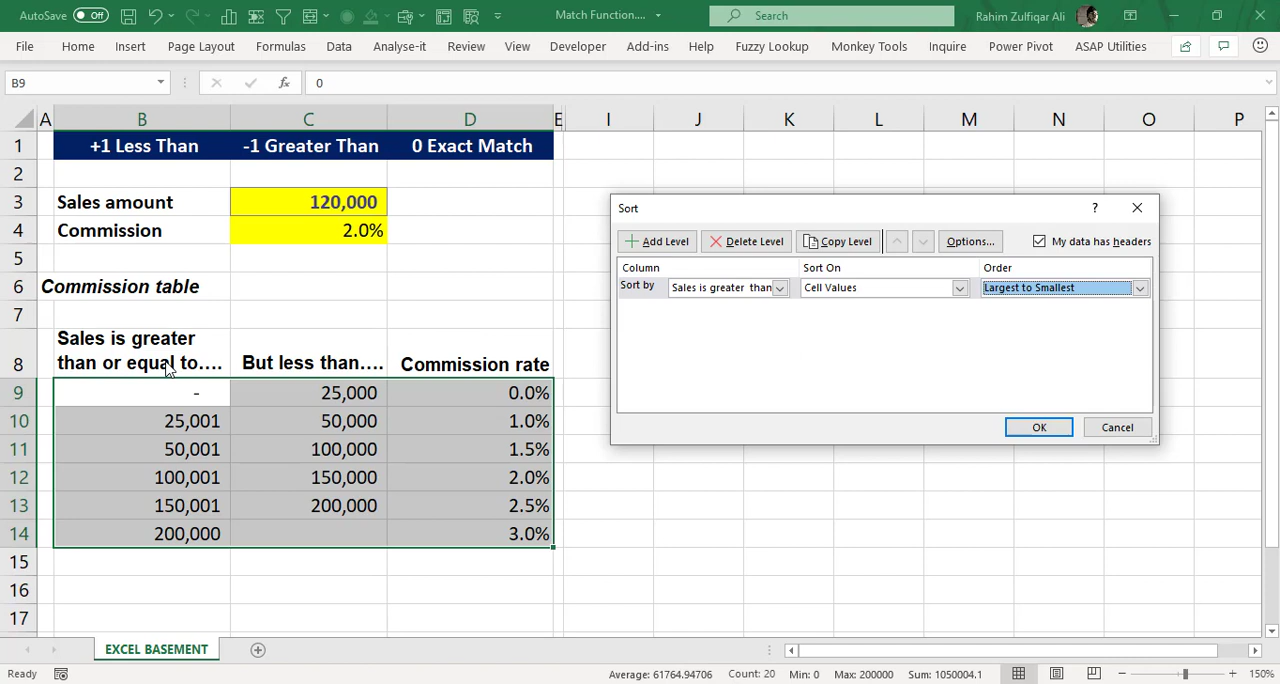 AutoSave Off Match Function.... Search Rahim Zulfiqar Ali
File Home Insert Page Layout Formulas Data Analyse-it Review View Developer Add-ins Help Fuzzy Lookup Monkey Tools Inquire Power Pivot ASAP Utilities
B9 fx 0
A B C D E I J K L M N O P
1 +1 Less Than -1 Greater Than 0 Exact Match
2
3 Sales amount 120,000
4 Commission 2.0%
5
6 Commission table
7
8 Sales is greater
than or equal to.... But less than.... Commission rate
9 - 25,000 0.0%
10 25,001 50,000 1.0%
11 50,001 100,000 1.5%
12 100,001 150,000 2.0%
13 150,001 200,000 2.5%
14 200,000 3.0%
15
16
17
Sort ?
Add Level Delete Level Copy Level Options... My data has headers
Column Sort On Order
Sort by Sales is greater than Cell Values Largest to Smallest
OK Cancel
EXCEL BASEMENT
Ready Average: 61764.94706 Count: 20 Min: 0 Max: 200000 Sum: 1050004.1 150%